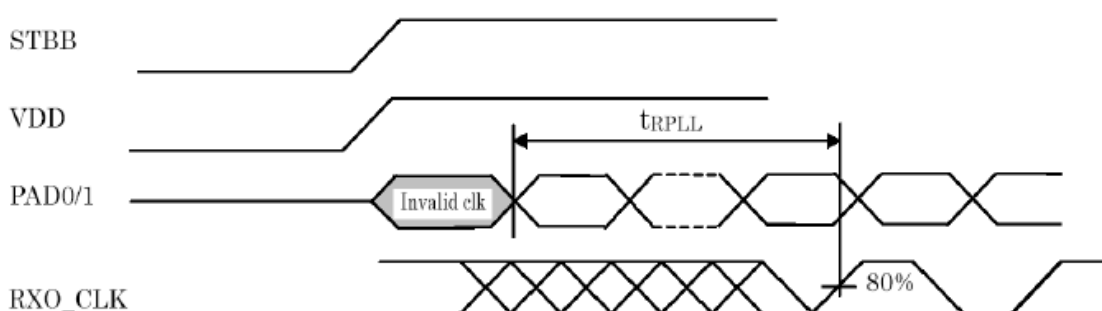 STBB
VDD
tRPLL
PAD0/1
Invalid clk
80%
RXO_CLK